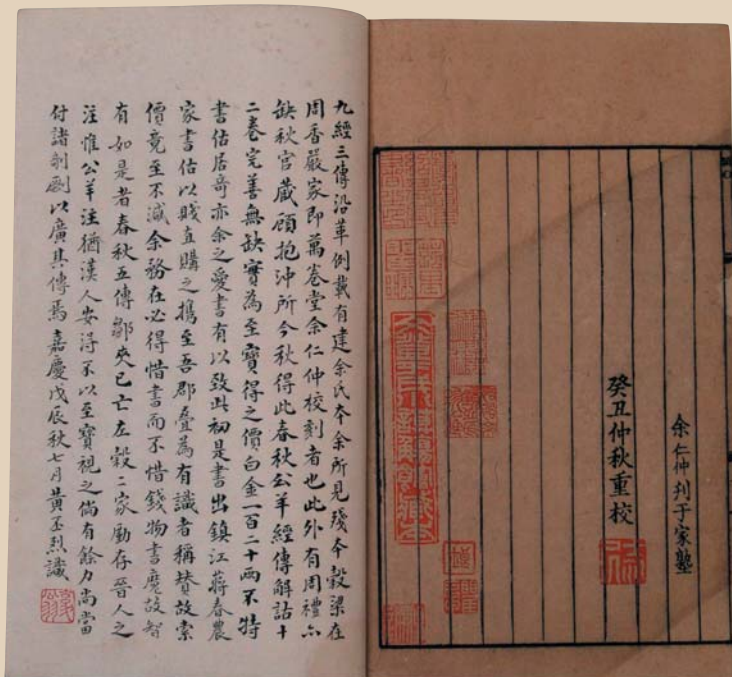 余仁仲刊于家塾
癸丑仲秋重校
九經三傳沿革例載有建余氏本余所見殘本穀梁在
周香嚴家即萬卷堂余仁仲校刻者也此外有周禮亦
缺秋官藏顧抱沖所今秋得此春秋公羊經傳解詁十
二卷完善無缺實為至寶得之價白金一百二十兩不特
書估居奇亦余之愛書有以致此初是書出鎮江蔣春農
家書估以賤直購之攜至吾郡叠為有識者稱賛故索
價竟至不減余務在必得惜書而不惜錢物書魔故智
有如是者春秋五傳鄒夾已亡左穀二家存晉人之
注惟公羊注猶漢人安得不以至寶視之倘有餘力尚當
付諸剞劂以廣其傳焉嘉慶戊辰秋七月黃丕烈識